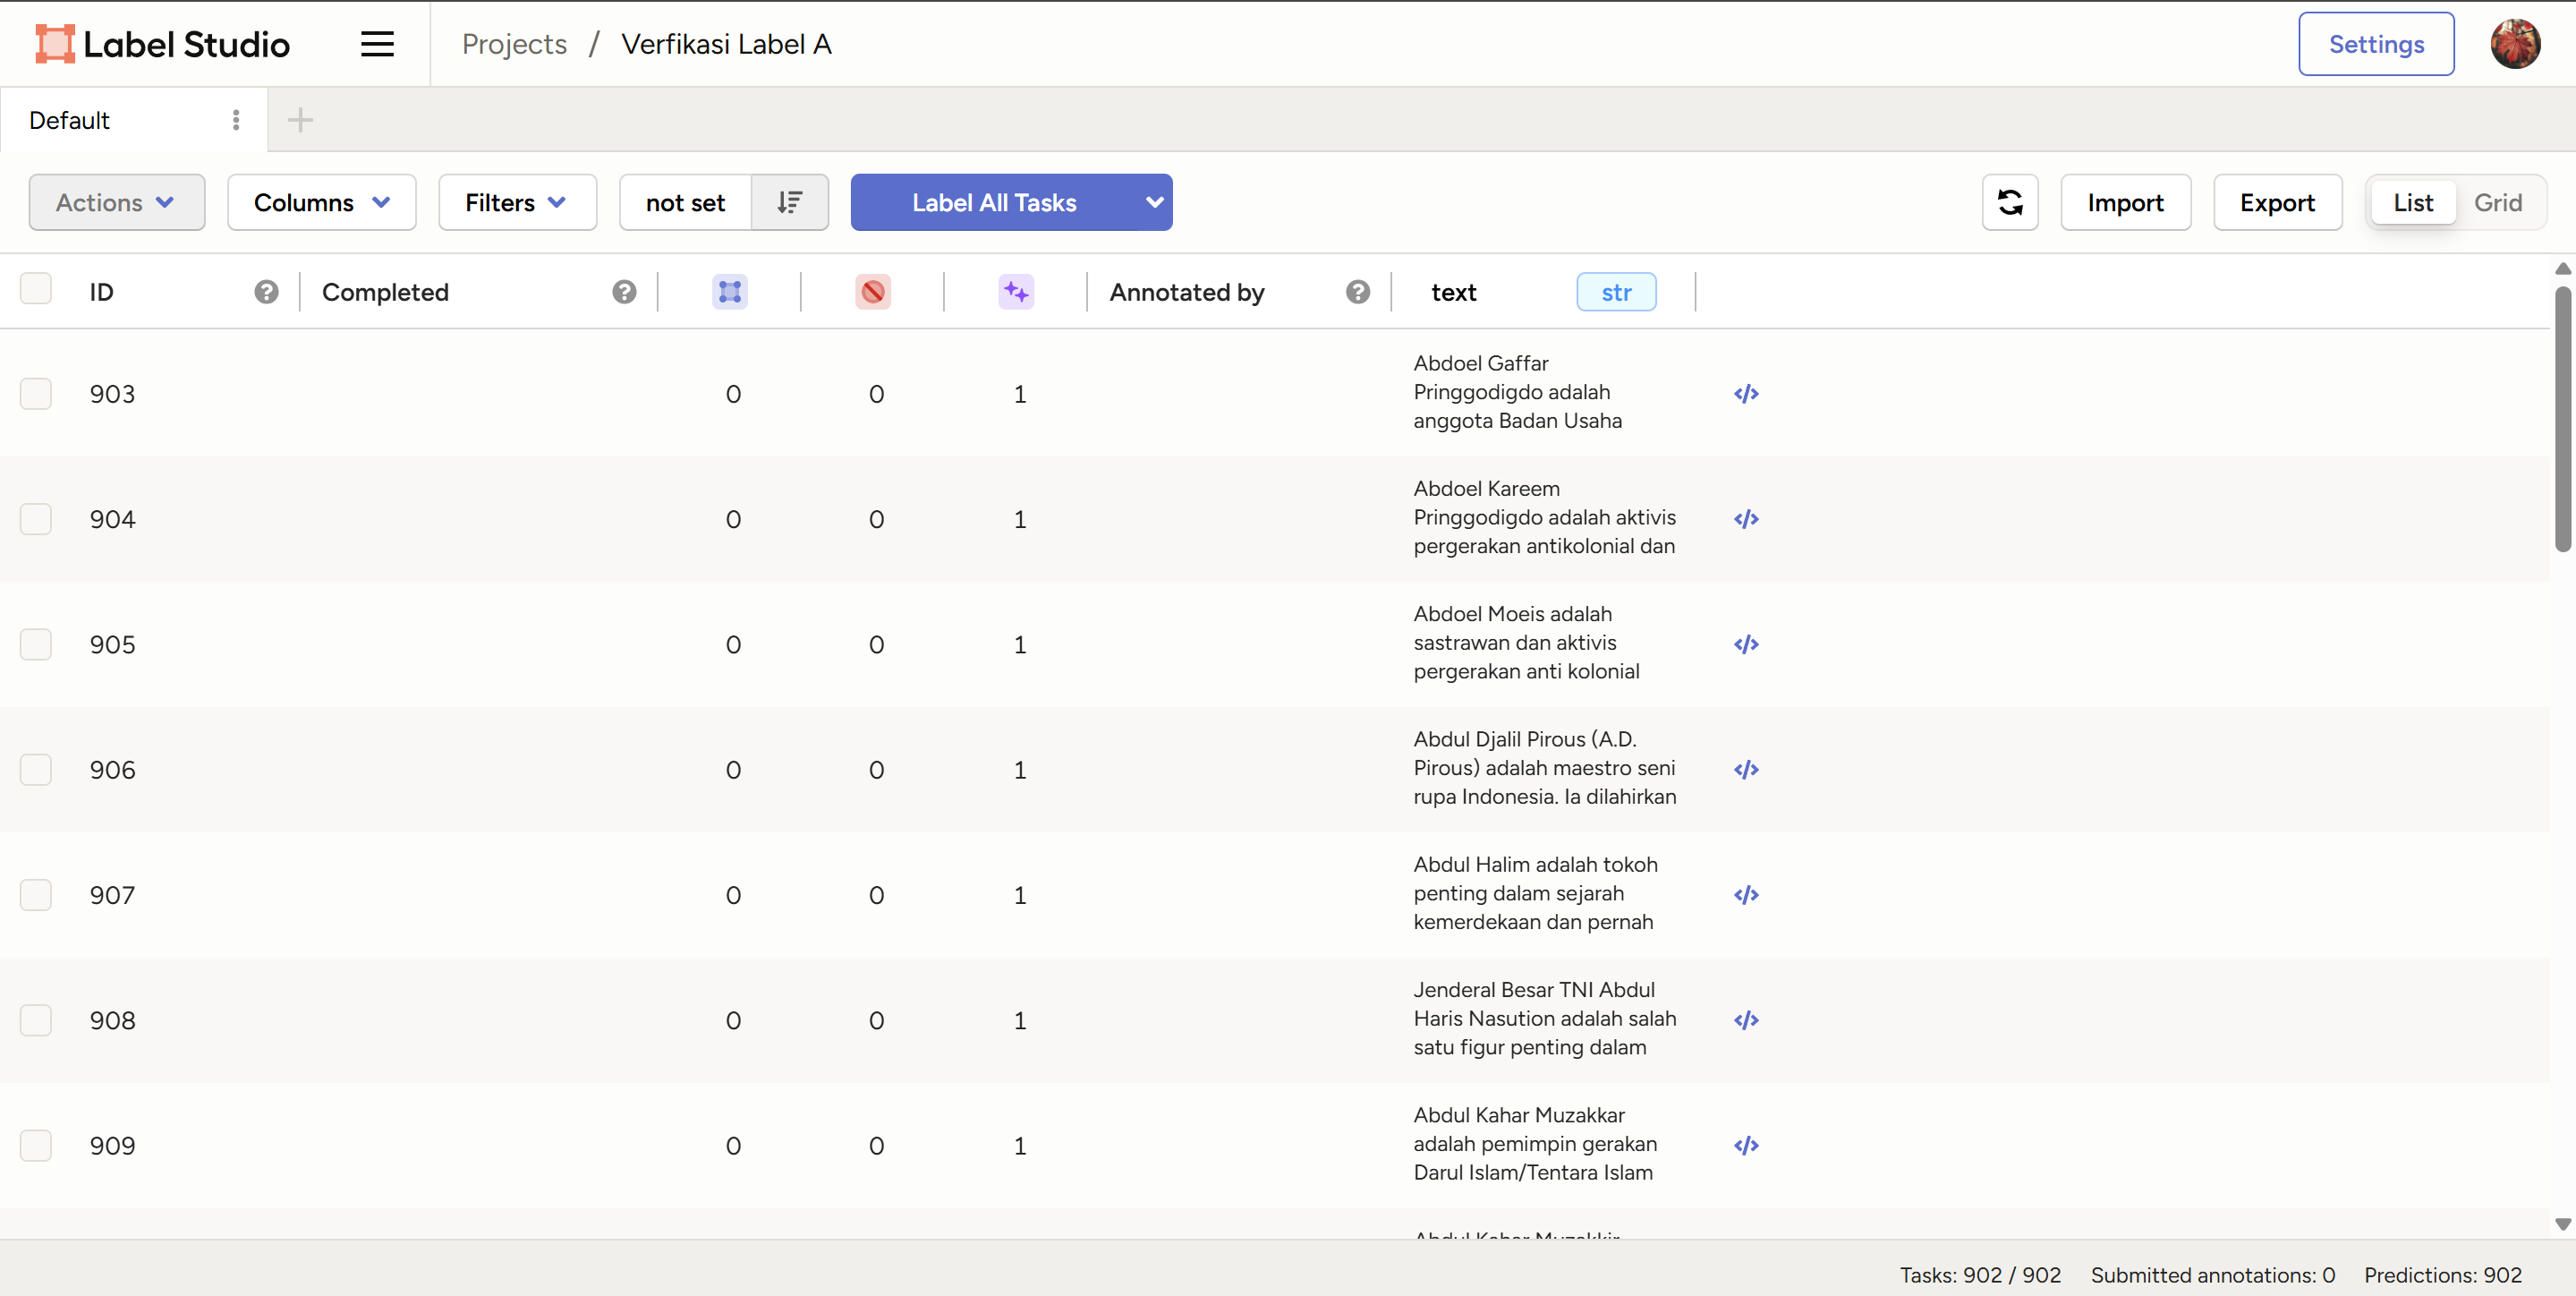 Label Studio
Projects / Verfikasi Label A
Settings
Default
Actions
Columns
Filters
not set
Label All Tasks
Import
Export
List
Grid
ID
Completed
Annotated by
text
str
903 0 0 1
Abdoel Gaffar
Pringgodigdo adalah
anggota Badan Usaha
904 0 0 1
Abdoel Kareem
Pringgodigdo adalah aktivis
pergerakan antikolonial dan
905 0 0 1
Abdoel Moeis adalah
sastrawan dan aktivis
pergerakan anti kolonial
906 0 0 1
Abdul Djalil Pirous (A.D.
Pirous) adalah maestro seni
rupa Indonesia. Ia dilahirkan
907 0 0 1
Abdul Halim adalah tokoh
penting dalam sejarah
kemerdekaan dan pernah
908 0 0 1
Jenderal Besar TNI Abdul
Haris Nasution adalah salah
satu figur penting dalam
909 0 0 1
Abdul Kahar Muzakkar
adalah pemimpin gerakan
Darul Islam/Tentara Islam
Abdul Kahar
Tasks: 902 / 902
Submitted annotations: 0
Predictions: 902